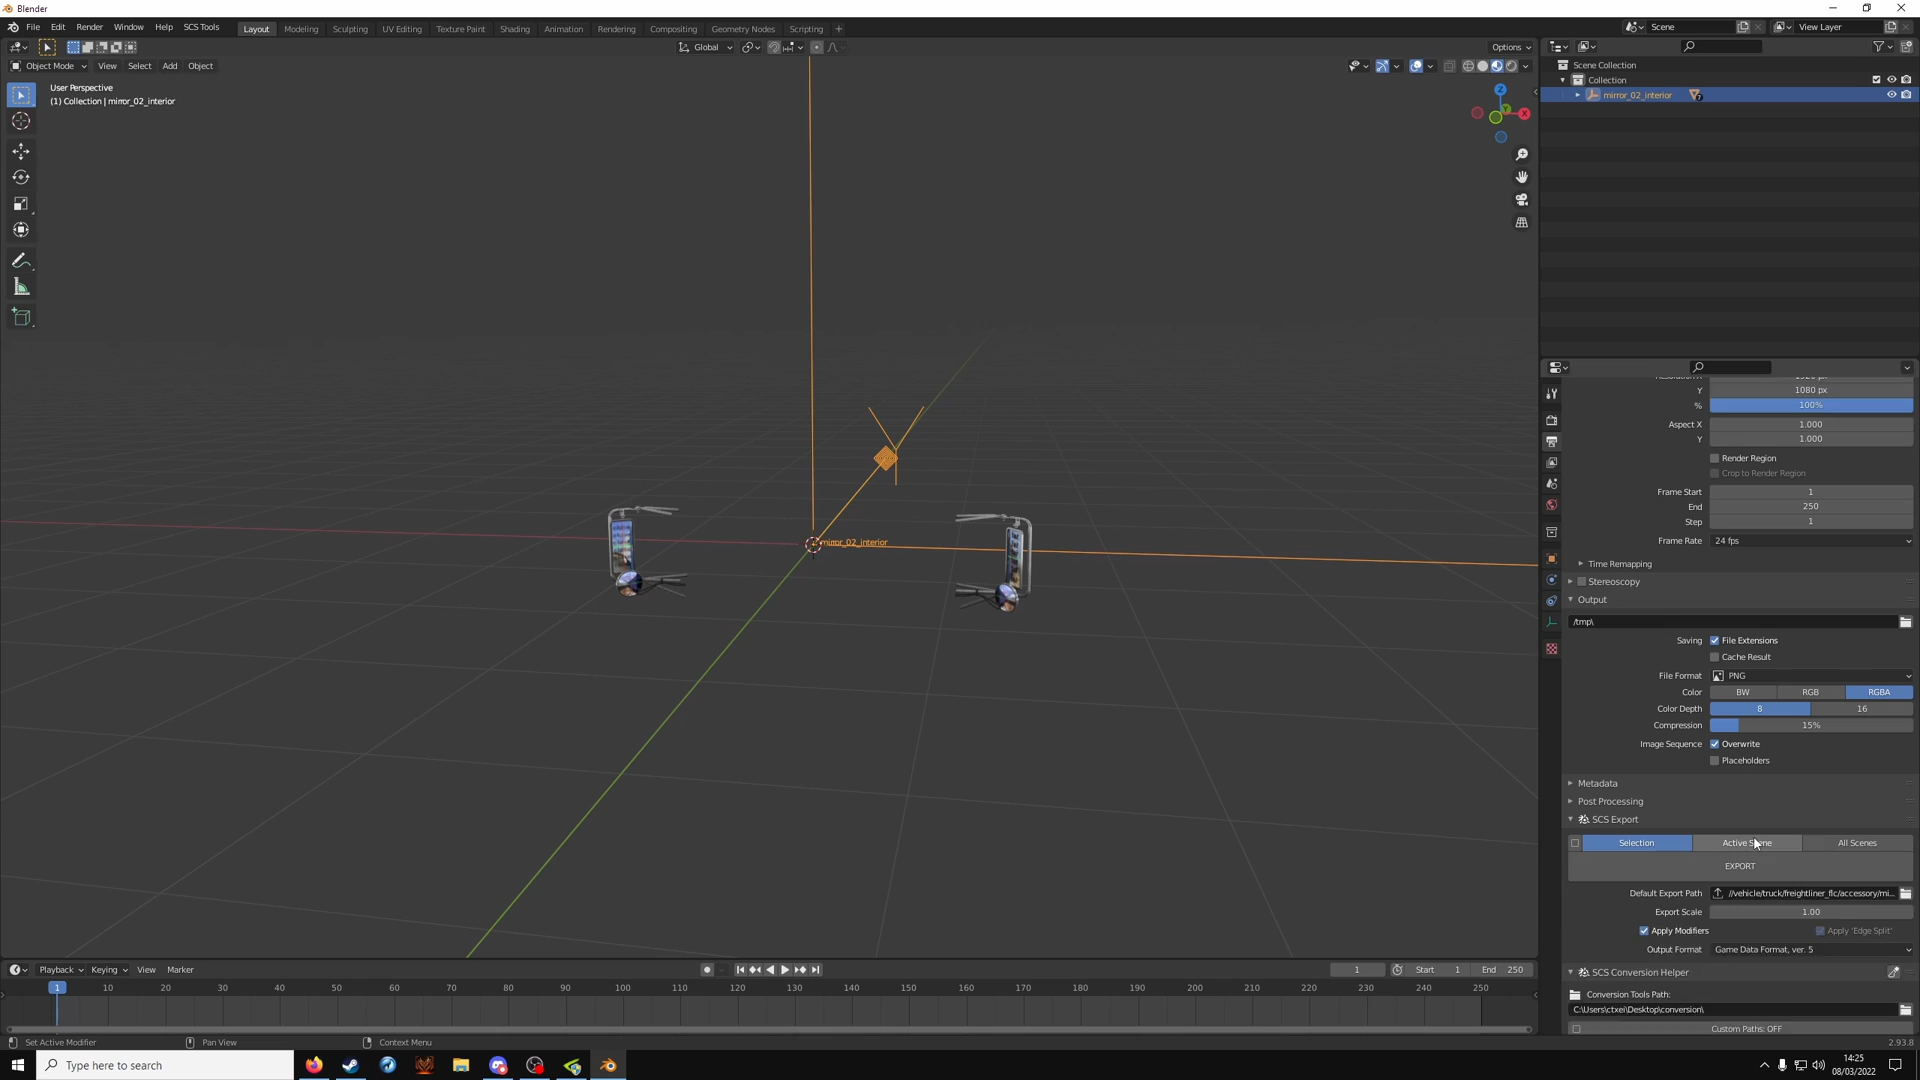 Blender
File Edit Render Window Help SCS Tools Layout Modeling Sculpting UV Editing Texture Paint Shading Animation Rendering Compositing Geometry Nodes Scripting +
Scene View Layer
Global Options
Object Mode View Select Add Object
User Perspective
(1) Collection | mirror_02_interior
Z
Y
X
mirror_02_interior
Scene Collection
Collection
mirror_02_interior 7
Y 1080 px
% 100%
Aspect X 1.000
Y 1.000
Render Region
Crop to Render Region
Frame Start 1
End 250
Step 1
Frame Rate 24 fps
Time Remapping
Stereoscopy
Output
/tmp\
Saving File Extensions
Cache Result
File Format PNG
Color BW RGB RGBA
Color Depth 8 16
Compression 15%
Image Sequence Overwrite
Placeholders
Metadata
Post Processing
SCS Export
Selection Active Scene All Scenes
EXPORT
Default Export Path //vehicle/truck/freightliner_flc/accessory/mi...
Export Scale 1.00
Apply Modifiers Apply 'Edge Split'
Output Format Game Data Format, ver. 5
SCS Conversion Helper
Conversion Tools Path:
C:\Users\ctxei\Desktop\conversion\
Custom Paths: OFF
Playback Keying View Marker 1 Start 1 End 250
1 10 20 30 40 50 60 70 80 90 100 110 120 130 140 150 160 170 180 190 200 210 220 230 240 250
Set Active Modifier Pan View Context Menu 2.93.8
Type here to search
14:25
08/03/2022